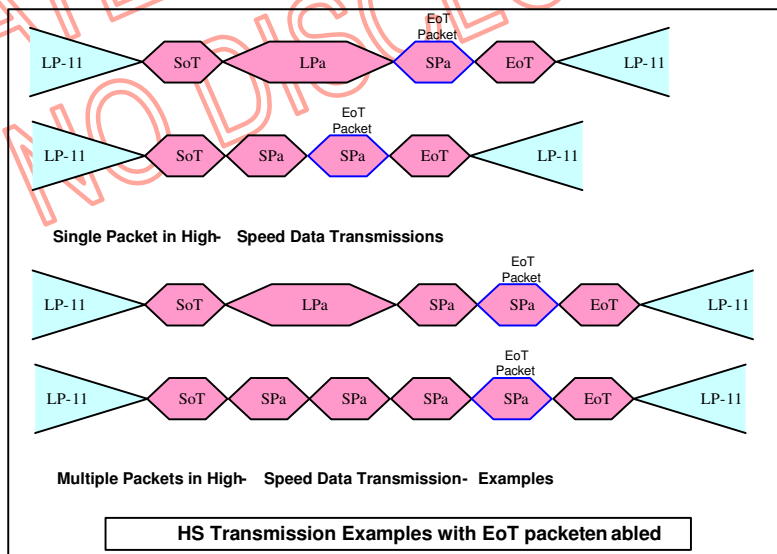 EoT
Packet
LP-11 SoT LPa SPa EoT LP-11
EoT
Packet
LP-11 SoT SPa SPa EoT LP-11
Single Packet in High- Speed Data Transmissions
EoT
Packet
LP-11 SoT LPa SPa SPa EoT LP-11
EoT
Packet
LP-11 SoT SPa SPa SPa SPa EoT LP-11
Multiple Packets in High- Speed Data Transmission- Examples
HS Transmission Examples with EoT packeten abled
NO DISCLO